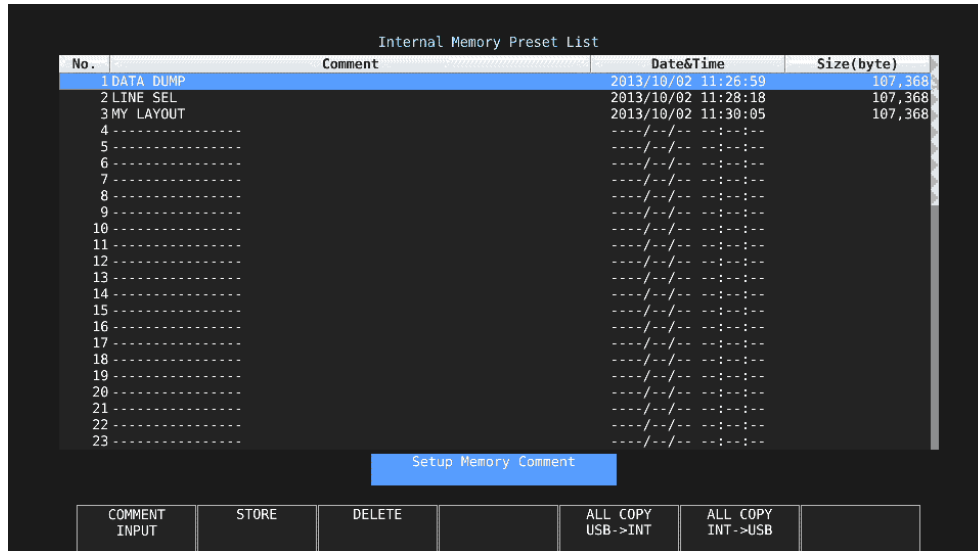 Internal Memory Preset List
No. Comment Date&Time Size(byte)
1 DATA DUMP 2013/10/02 11:26:59 107,368
2 LINE SEL 2013/10/02 11:28:18 107,368
3 MY LAYOUT 2013/10/02 11:30:05 107,368
4 ---------------- ----/--/-- --:--:--
5 ---------------- ----/--/-- --:--:--
6 ---------------- ----/--/-- --:--:--
7 ---------------- ----/--/-- --:--:--
8 ---------------- ----/--/-- --:--:--
9 ---------------- ----/--/-- --:--:--
10 ---------------- ----/--/-- --:--:--
11 ---------------- ----/--/-- --:--:--
12 ---------------- ----/--/-- --:--:--
13 ---------------- ----/--/-- --:--:--
14 ---------------- ----/--/-- --:--:--
15 ---------------- ----/--/-- --:--:--
16 ---------------- ----/--/-- --:--:--
17 ---------------- ----/--/-- --:--:--
18 ---------------- ----/--/-- --:--:--
19 ---------------- ----/--/-- --:--:--
20 ---------------- ----/--/-- --:--:--
21 ---------------- ----/--/-- --:--:--
22 ---------------- ----/--/-- --:--:--
23 ---------------- ----/--/-- --:--:--
Setup Memory Comment
COMMENT
INPUT
STORE
DELETE
ALL COPY
USB->INT
ALL COPY
INT->USB